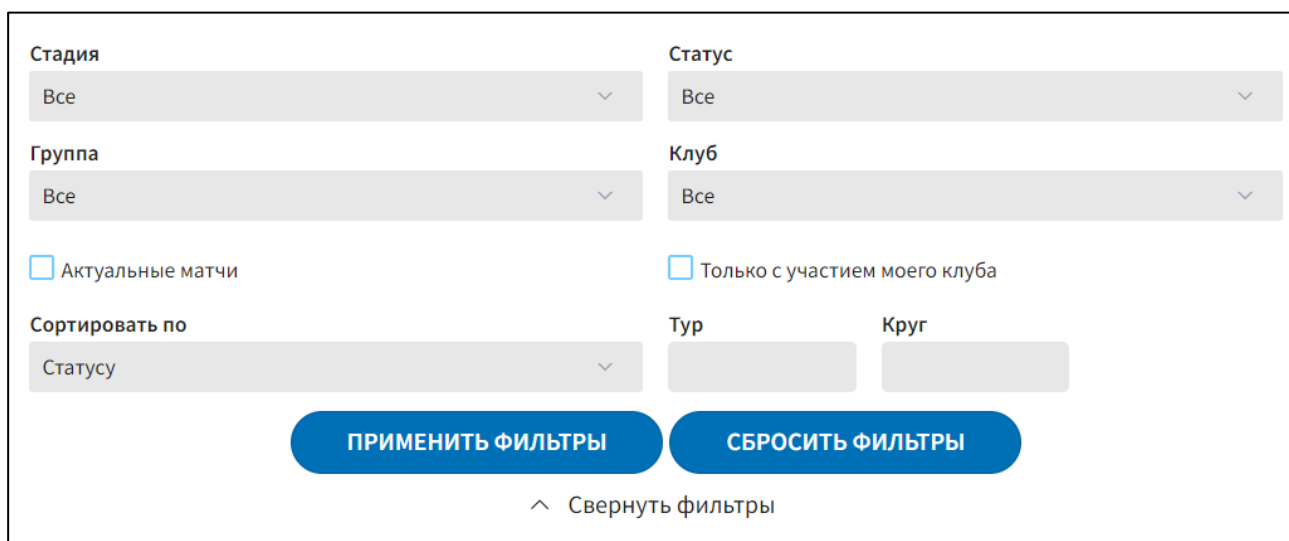 Стадия
Статус
Все
Все
Группа
Клуб
Все
Все
Актуальные матчи
Только с участием моего клуба
Сортировать по
Тур
Круг
Статусу
ПРИМЕНИТЬ ФИЛЬТРЫ
СБРОСИТЬ ФИЛЬТРЫ
Свернуть фильтры